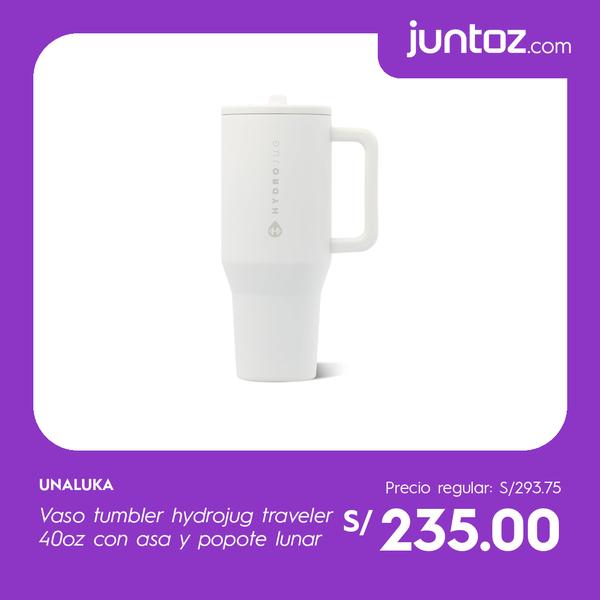 juntoz.com
HYDROJUG
UNALUKA
Precio regular: S/293.75
Vaso tumbler hydrojug traveler
40oz con asa y popote lunar
S/ 235.00